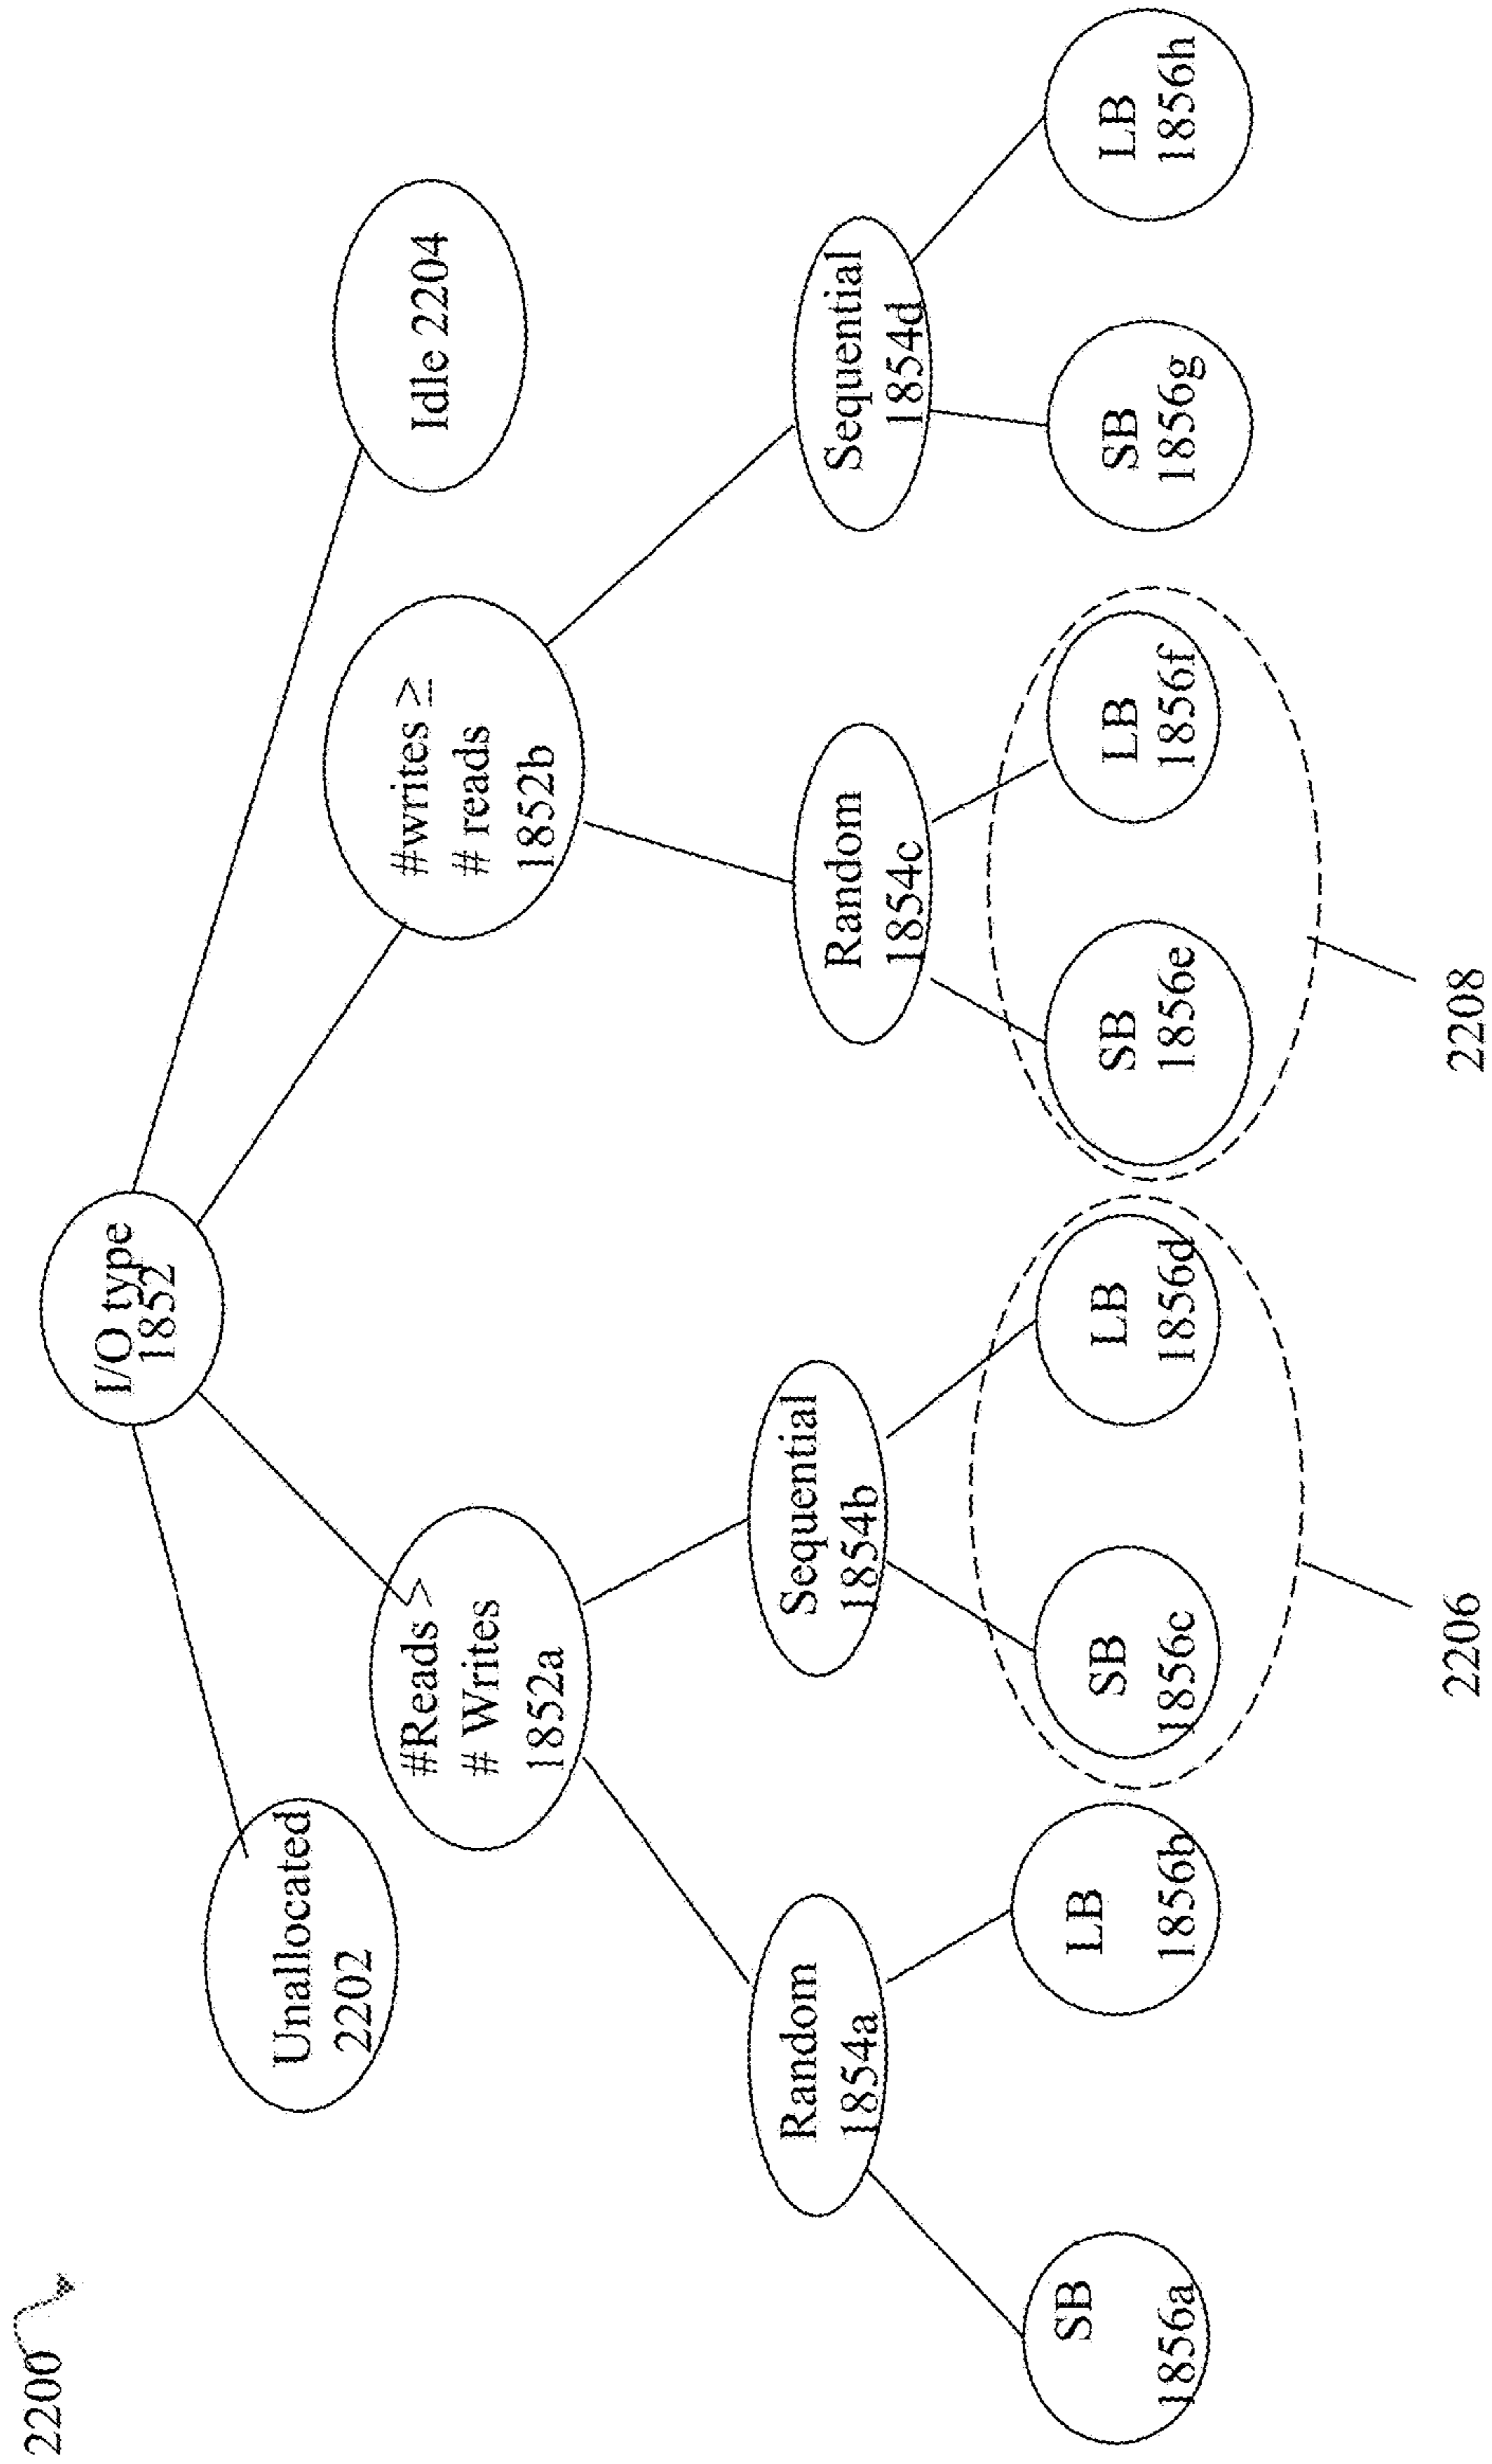 2200
I/O type
1852
Unallocated
2202
#Reads >
# Writes
1852a
#writes ≥
# reads
1852b
Idle 2204
Random
1854a
Sequential
1854b
Random
1854c
Sequential
1854d
SB
1856a
LB
1856b
SB
1856c
LB
1856d
SB
1856e
LB
1856f
SB
1856g
LB
1856h
2206
2208